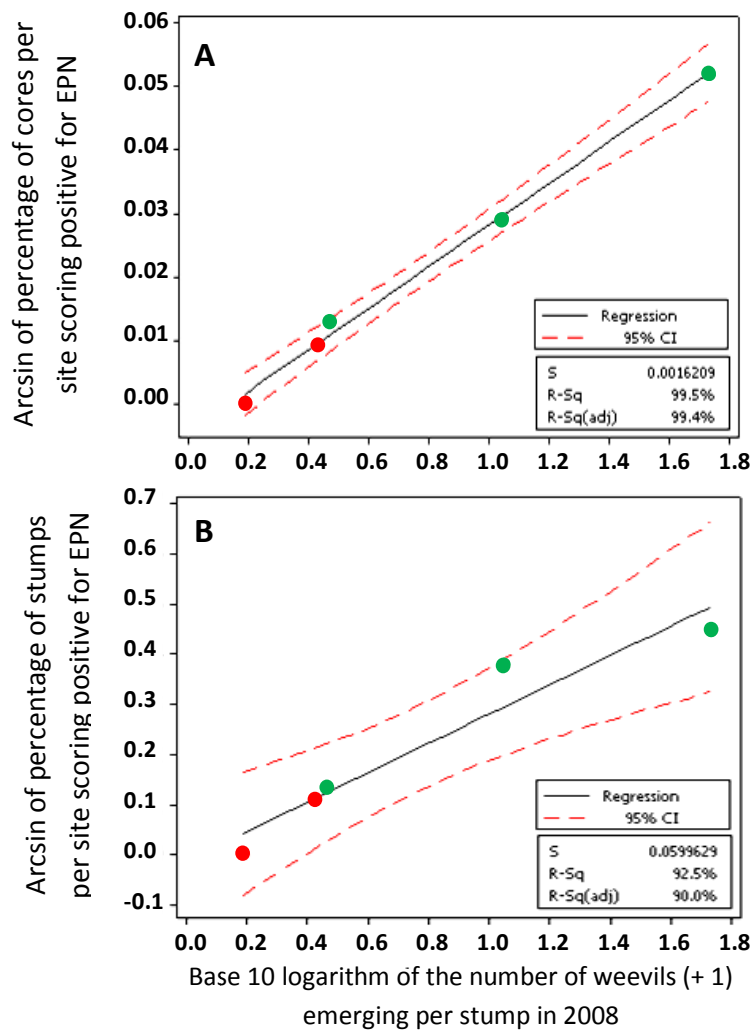 Arcsin of percentage of cores per
site scoring positive for EPN
0.06
0.05
0.04
0.03
0.02
0.01
0.00
A
Regression
95% CI
S 0.0016209
R-Sq 99.5%
R-Sq(adj) 99.4%
0.0 0.2 0.4 0.6 0.8 1.0 1.2 1.4 1.6 1.8
Arcsin of percentage of stumps
per site scoring positive for EPN
0.7
0.6
0.5
0.4
0.3
0.2
0.1
0.0
-0.1
B
Regression
95% CI
S 0.0599629
R-Sq 92.5%
R-Sq(adj) 90.0%
0.0 0.2 0.4 0.6 0.8 1.0 1.2 1.4 1.6 1.8
Base 10 logarithm of the number of weevils (+ 1)
emerging per stump in 2008